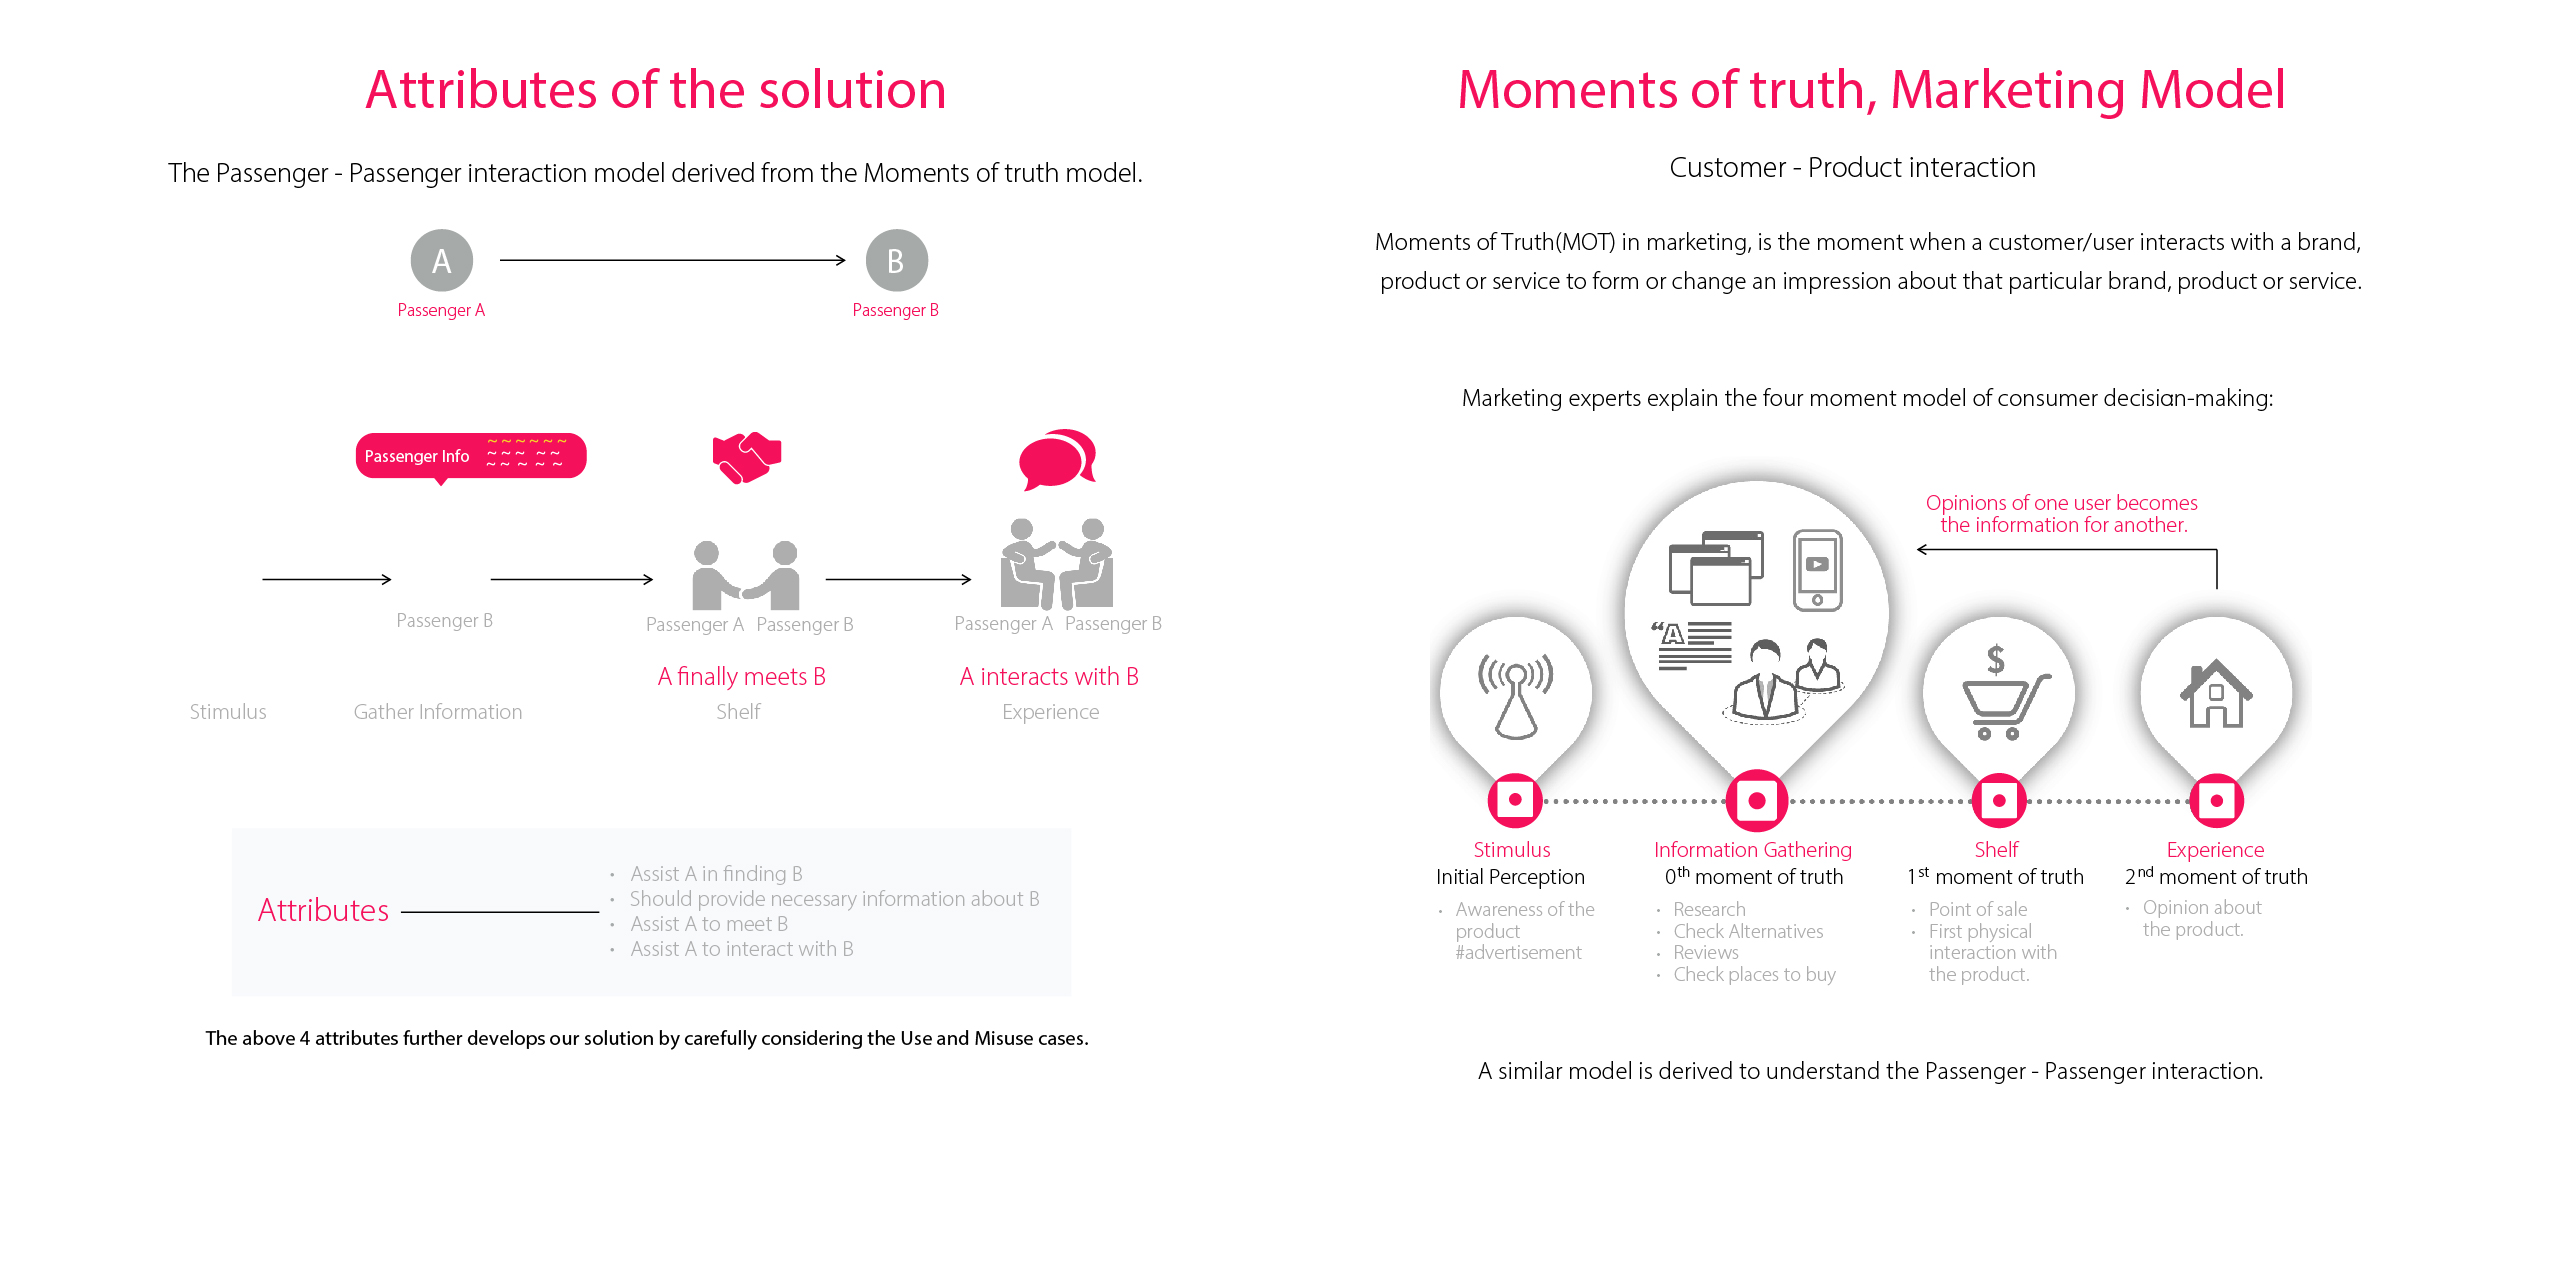 Attributes of the solution
The Passenger - Passenger interaction model derived from the Moments of truth model.
A
B
Passenger A
Passenger B
Passenger Info
Passenger B
Passenger A Passenger B
Passenger A Passenger B
A finally meets B
A interacts with B
Stimulus
Gather Information
Shelf
Experience
Attributes
• Assist A in finding B
• Should provide necessary information about B
• Assist A to meet B
• Assist A to interact with B
The above 4 attributes further develops our solution by carefully considering the Use and Misuse cases.
Moments of truth, Marketing Model
Customer - Product interaction
Moments of Truth(MOT) in marketing, is the moment when a customer/user interacts with a brand,
product or service to form or change an impression about that particular brand, product or service.
Marketing experts explain the four moment model of consumer decision-making:
Opinions of one user becomes
the information for another.
“A
$
Stimulus
Initial Perception
• Awareness of the
product
#advertisement
Information Gathering
0th moment of truth
• Research
• Check Alternatives
• Reviews
• Check places to buy
Shelf
1st moment of truth
• Point of sale
• First physical
interaction with
the product.
Experience
2nd moment of truth
• Opinion about
the product.
A similar model is derived to understand the Passenger - Passenger interaction.